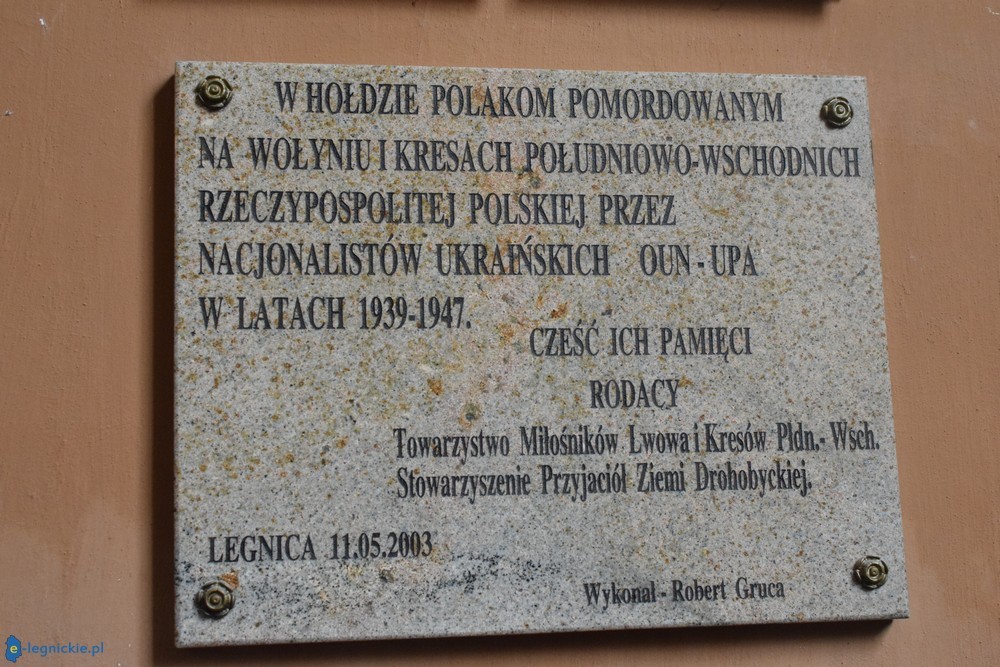 W HOŁDZIE POLAKOM POMORDOWANYM
NA WOŁYNIU I KRESACH POŁUDNIOWO-WSCHODNICH
RZECZYPOSPOLITEJ POLSKIEJ PRZEZ
NACJONALISTÓW UKRAIŃSKICH OUN - UPA
W LATACH 1939-1947.
CZEŚĆ ICH PAMIĘCI
RODACY
Towarzystwo Miłośników Lwowa i Kresów Płdn.- Wsch.
Stowarzyszenie Przyjaciół Ziemi Drohobyckiej.
LEGNICA 11.05.2003
Wykonał - Robert Gruca
e-legnickie.pl